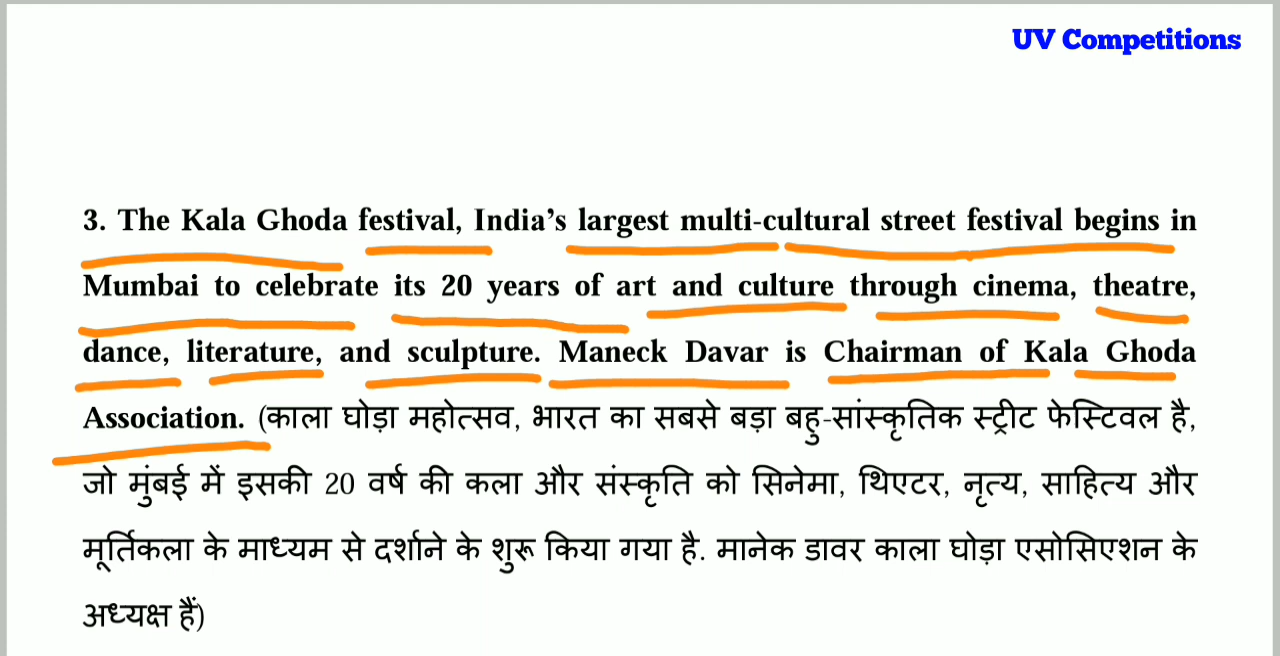 UV Competitions
3. The Kala Ghoda festival, India’s largest multi-cultural street festival begins in
Mumbai to celebrate its 20 years of art and culture through cinema, theatre,
dance, literature, and sculpture. Maneck Davar is Chairman of Kala Ghoda
Association. (काला घोड़ा महोत्सव, भारत का सबसे बड़ा बहु-सांस्कृतिक स्ट्रीट फेस्टिवल है,
जो मुंबई में इसकी 20 वर्ष की कला और संस्कृति को सिनेमा, थिएटर, नृत्य, साहित्य और
मूर्तिकला के माध्यम से दर्शाने के शुरू किया गया है. मानेक डावर काला घोड़ा एसोसिएशन के
अध्यक्ष हैं)